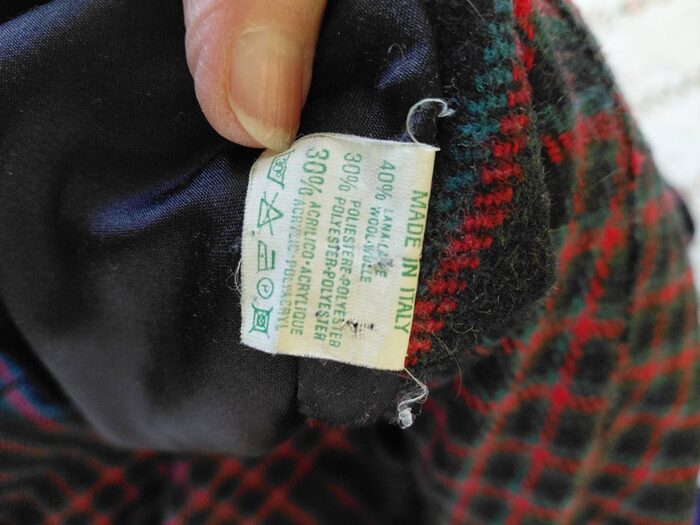 MADE IN ITALY
40% LANA-LAINE
WOOL-WOLLE
30% POLIESTERE-POLYESTER
POLYESTER-POLYESTER
30% ACRILICO-ACRYLIQUE
ACRYLIC-POLYACRYL